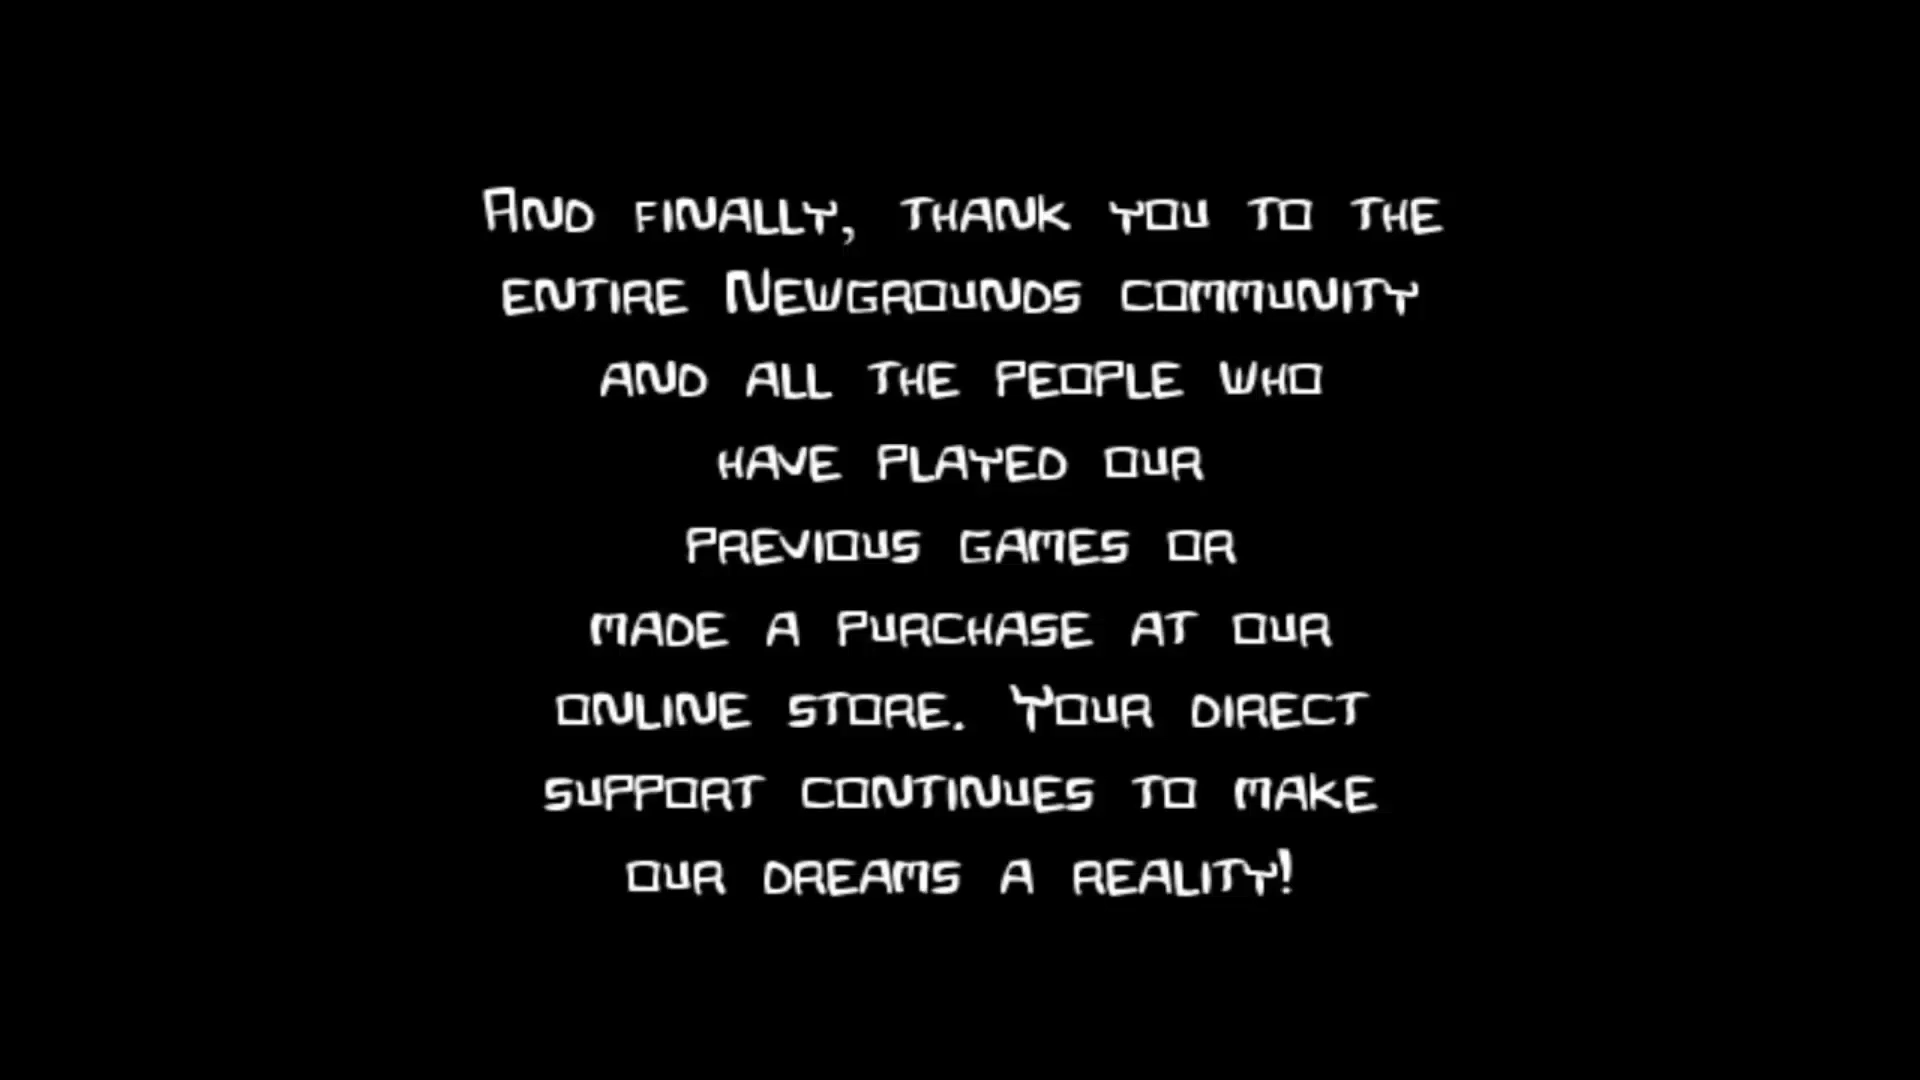 And finally, thank you to the
entire Newgrounds community
and all the people who
have played our
previous games or
made a purchase at our
online store. Your direct
support continues to make
our dreams a reality!